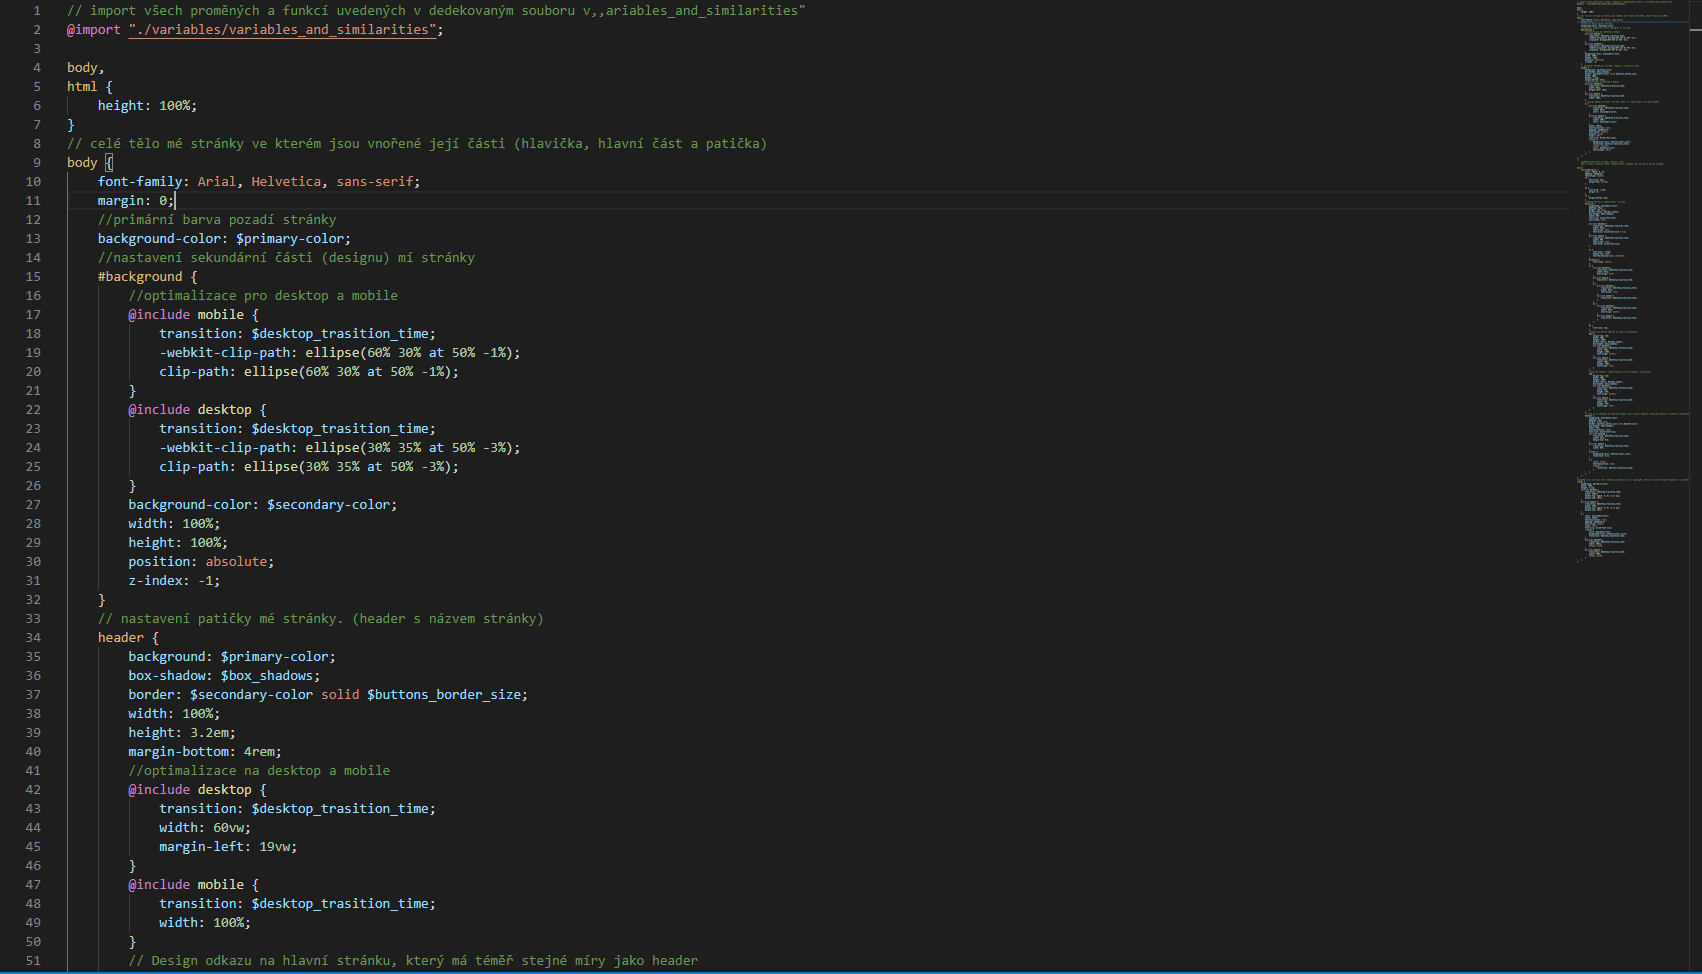 1 // import všech proměných a funkcí uvedených v dedekovaným souboru v,,ariables_and_similarities"
2 @import "./variables/variables_and_similarities";
3
4 body,
5 html {
6 height: 100%;
7 }
8 // celé tělo mé stránky ve kterém jsou vnořené její části (hlavička, hlavní část a patička)
9 body {
10 font-family: Arial, Helvetica, sans-serif;
11 margin: 0;
12 //primární barva pozadí stránky
13 background-color: $primary-color;
14 //nastavení sekundární části (designu) mí stránky
15 #background {
16 //optimalizace pro desktop a mobile
17 @include mobile {
18 transition: $desktop_trasition_time;
19 -webkit-clip-path: ellipse(60% 30% at 50% -1%);
20 clip-path: ellipse(60% 30% at 50% -1%);
21 }
22 @include desktop {
23 transition: $desktop_trasition_time;
24 -webkit-clip-path: ellipse(30% 35% at 50% -3%);
25 clip-path: ellipse(30% 35% at 50% -3%);
26 }
27 background-color: $secondary-color;
28 width: 100%;
29 height: 100%;
30 position: absolute;
31 z-index: -1;
32 }
33 // nastavení patičky mé stránky. (header s názvem stránky)
34 header {
35 background: $primary-color;
36 box-shadow: $box_shadows;
37 border: $secondary-color solid $buttons_border_size;
38 width: 100%;
39 height: 3.2em;
40 margin-bottom: 4rem;
41 //optimalizace na desktop a mobile
42 @include desktop {
43 transition: $desktop_trasition_time;
44 width: 60vw;
45 margin-left: 19vw;
46 }
47 @include mobile {
48 transition: $desktop_trasition_time;
49 width: 100%;
50 }
51 // Design odkazu na hlavní stránku, který má téměř stejné míry jako header